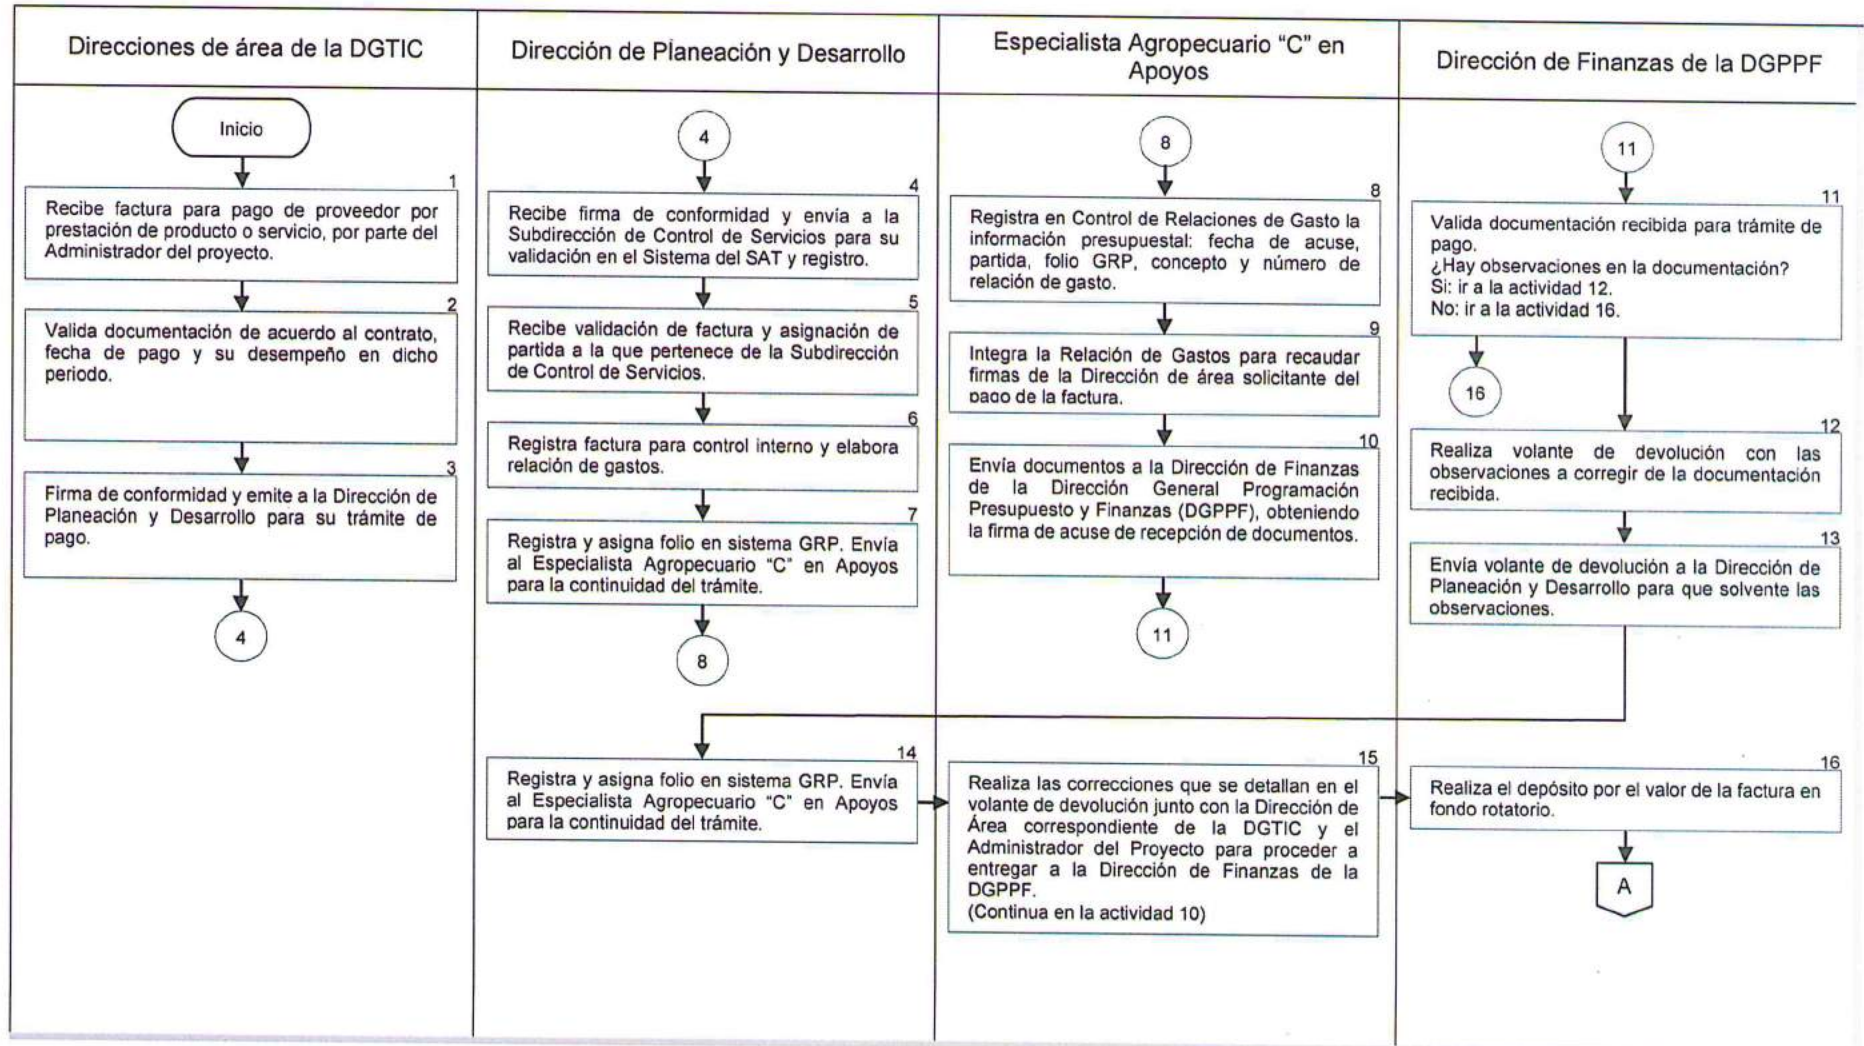 Direcciones de área de la DGTIC
Dirección de Planeación y Desarrollo
Especialista Agropecuario “C” en
Apoyos
Dirección de Finanzas de la DGPPF
Inicio
1
Recibe factura para pago de proveedor por
prestación de producto o servicio, por parte del
Administrador del proyecto.
2
Valida documentación de acuerdo al contrato,
fecha de pago y su desempeño en dicho
periodo.
3
Firma de conformidad y emite a la Dirección de
Planeación y Desarrollo para su trámite de
pago.
4
4
4
Recibe firma de conformidad y envía a la
Subdirección de Control de Servicios para su
validación en el Sistema del SAT y registro.
5
Recibe validación de factura y asignación de
partida a la que pertenece de la Subdirección
de Control de Servicios.
6
Registra factura para control interno y elabora
relación de gastos.
7
Registra y asigna folio en sistema GRP. Envía
al Especialista Agropecuario “C” en Apoyos
para la continuidad del trámite.
8
8
8
Registra en Control de Relaciones de Gasto la
información presupuestal: fecha de acuse,
partida, folio GRP, concepto y número de
relación de gasto.
9
Integra la Relación de Gastos para recaudar
firmas de la Dirección de área solicitante del
pago de la factura.
10
Envía documentos a la Dirección de Finanzas
de la Dirección General Programación
Presupuesto y Finanzas (DGPPF), obteniendo
la firma de acuse de recepción de documentos.
11
11
11
Valida documentación recibida para trámite de
pago.
¿Hay observaciones en la documentación?
Si: ir a la actividad 12.
No: ir a la actividad 16.
16
12
Realiza volante de devolución con las
observaciones a corregir de la documentación
recibida.
13
Envía volante de devolución a la Dirección de
Planeación y Desarrollo para que solvente las
observaciones.
14
Registra y asigna folio en sistema GRP. Envía
al Especialista Agropecuario “C” en Apoyos
para la continuidad del trámite.
15
Realiza las correcciones que se detallan en el
volante de devolución junto con la Dirección de
Área correspondiente de la DGTIC y el
Administrador del Proyecto para proceder a
entregar a la Dirección de Finanzas de la
DGPPF.
(Continua en la actividad 10)
16
Realiza el depósito por el valor de la factura en
fondo rotatorio.
A